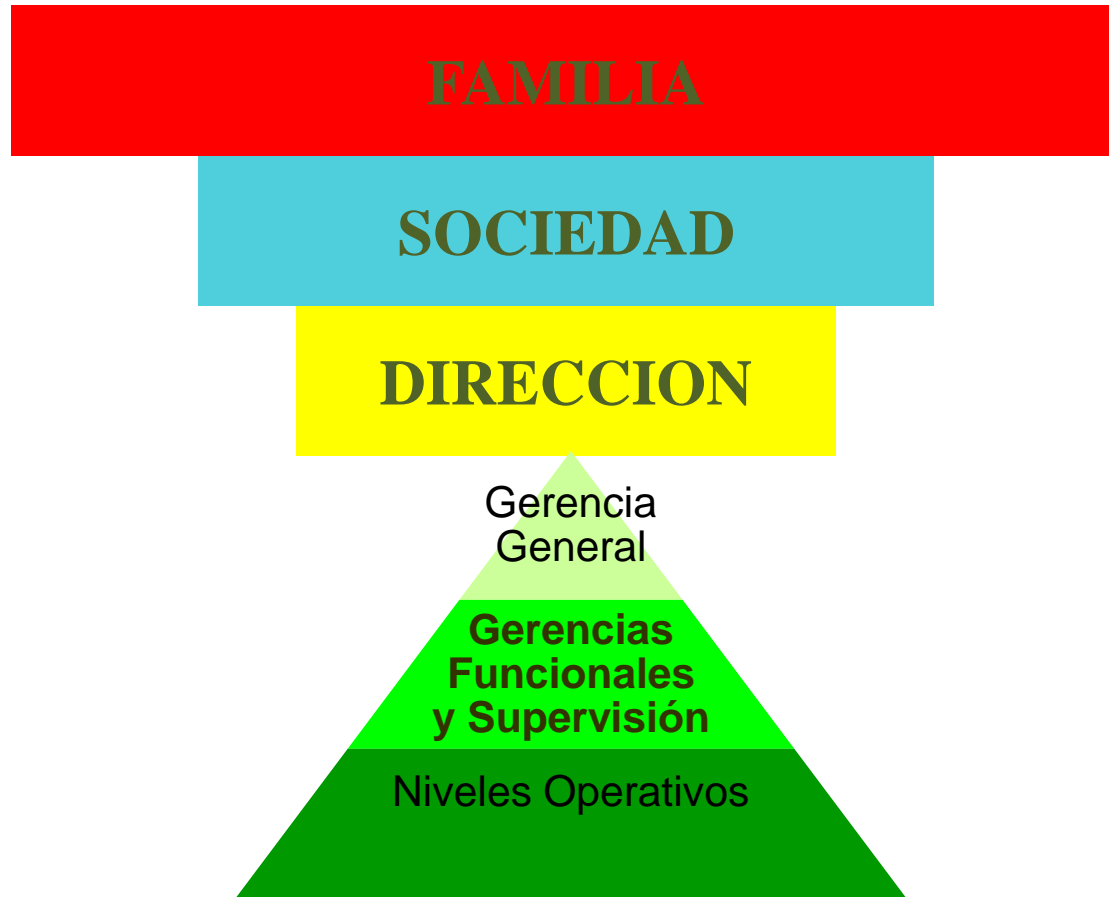 FAMILIA
SOCIEDAD
DIRECCION
Gerencia
General
Gerencias
Funcionales
y Supervisión
Niveles Operativos